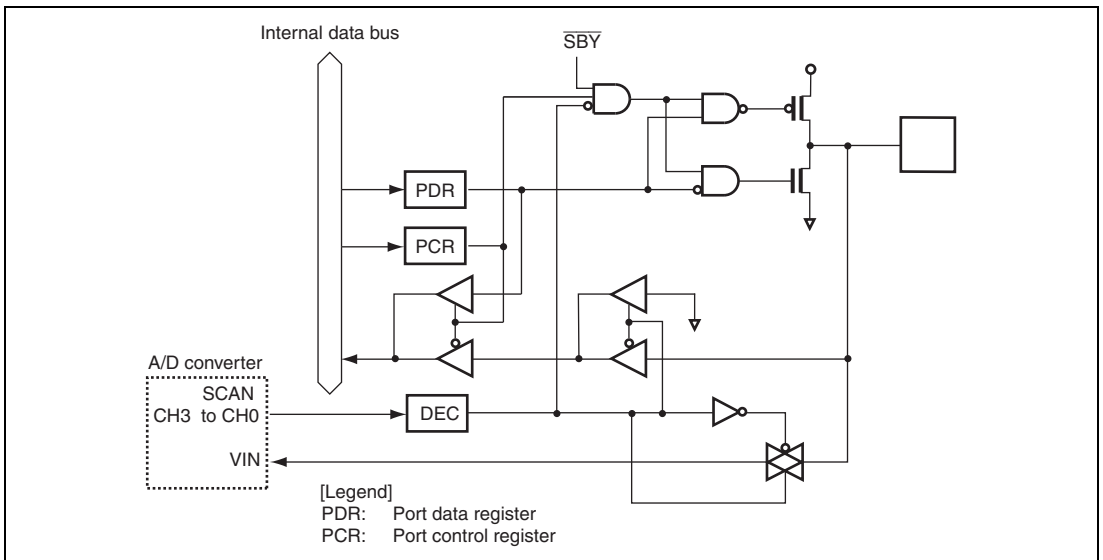 Internal data bus
SBY
PDR
PCR
A/D converter
SCAN
CH3 to CH0
DEC
VIN
[Legend]
PDR: Port data register
PCR: Port control register